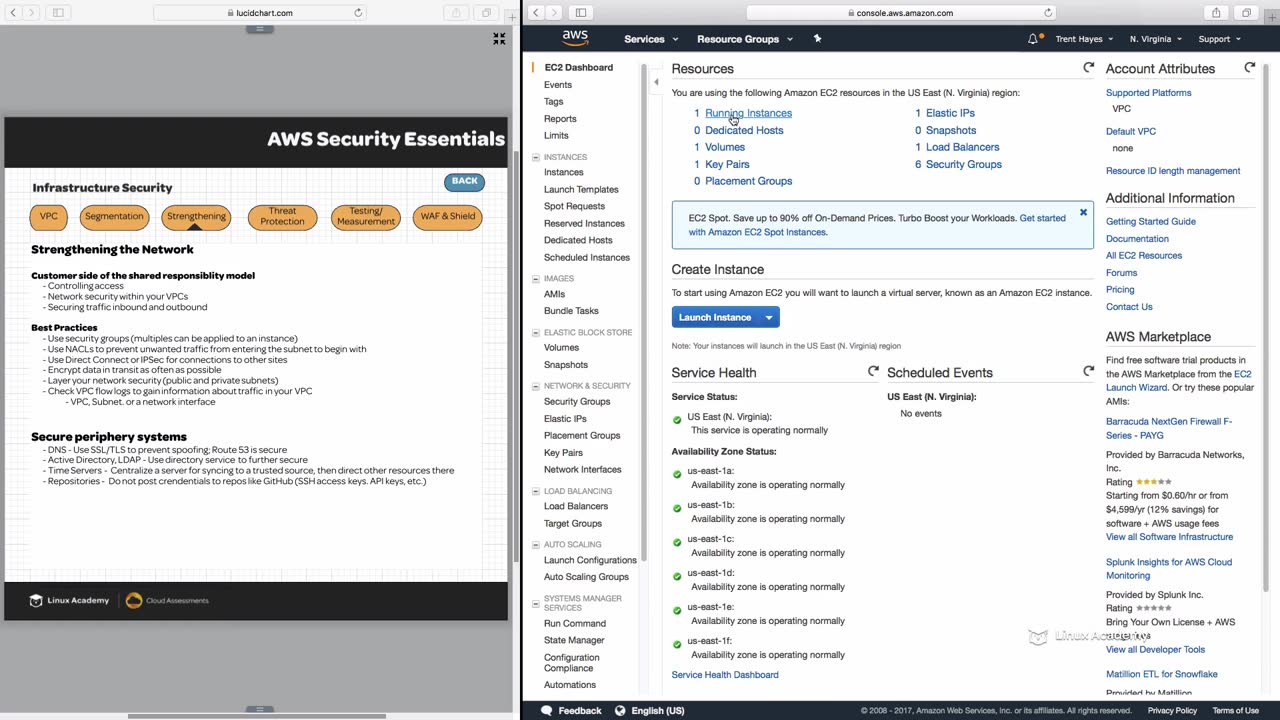 lucidchart.com
AWS Security Essentials
Infrastructure Security
BACK
VPC
Segmentation
Strengthening
Threat
Protection
Testing/
Measurement
WAF & Shield
Strengthening the Network
Customer side of the shared responsiblity model
- Controlling access
- Network security within your VPCs
- Securing traffic inbound and outbound
Best Practices
- Use security groups (multiples can be applied to an instance)
- Use NACLs to prevent unwanted traffic from entering the subnet to begin with
- Use Direct Connect or IPSec for connections to other sites
- Encrypt data in transit as often as possible
- Layer your network security (public and private subnets)
- Check VPC flow logs to gain information about traffic in your VPC
- VPC, Subnet. or a network interface
Secure periphery systems
- DNS - Use SSL/TLS to prevent spoofing; Route 53 is secure
- Active Directory, LDAP - Use directory service to further secure
- Time Servers - Centralize a server for syncing to a trusted source, then direct other resources there
- Repositories - Do not post crendentials to repos like GitHub (SSH access keys. API keys, etc.)
Linux Academy
Cloud Assessments
console.aws.amazon.com
aws
Services
Resource Groups
Trent Hayes
N. Virginia
Support
EC2 Dashboard
Events
Tags
Reports
Limits
INSTANCES
Instances
Launch Templates
Spot Requests
Reserved Instances
Dedicated Hosts
Scheduled Instances
IMAGES
AMIs
Bundle Tasks
ELASTIC BLOCK STORE
Volumes
Snapshots
NETWORK & SECURITY
Security Groups
Elastic IPs
Placement Groups
Key Pairs
Network Interfaces
LOAD BALANCING
Load Balancers
Target Groups
AUTO SCALING
Launch Configurations
Auto Scaling Groups
SYSTEMS MANAGER
SERVICES
Run Command
State Manager
Configuration
Compliance
Automations
Resources
You are using the following Amazon EC2 resources in the US East (N. Virginia) region:
1 Running Instances
0 Dedicated Hosts
1 Volumes
1 Key Pairs
0 Placement Groups
1 Elastic IPs
0 Snapshots
1 Load Balancers
6 Security Groups
EC2 Spot. Save up to 90% off On-Demand Prices. Turbo Boost your Workloads. Get started
with Amazon EC2 Spot Instances.
Create Instance
To start using Amazon EC2 you will want to launch a virtual server, known as an Amazon EC2 instance.
Launch Instance
Note: Your instances will launch in the US East (N. Virginia) region
Service Health
Service Status:
US East (N. Virginia):
This service is operating normally
Availability Zone Status:
us-east-1a:
Availability zone is operating normally
us-east-1b:
Availability zone is operating normally
us-east-1c:
Availability zone is operating normally
us-east-1d:
Availability zone is operating normally
us-east-1e:
Availability zone is operating normally
us-east-1f:
Availability zone is operating normally
Service Health Dashboard
Scheduled Events
US East (N. Virginia):
No events
Account Attributes
Supported Platforms
VPC
Default VPC
none
Resource ID length management
Additional Information
Getting Started Guide
Documentation
All EC2 Resources
Forums
Pricing
Contact Us
AWS Marketplace
Find free software trial products in
the AWS Marketplace from the EC2
Launch Wizard. Or try these popular
AMIs:
Barracuda NextGen Firewall F-
Series - PAYG
Provided by Barracuda Networks,
Inc.
Rating
Starting from $0.60/hr or from
$4,599/yr (12% savings) for
software + AWS usage fees
View all Software Infrastructure
Splunk Insights for AWS Cloud
Monitoring
Provided by Splunk Inc.
Rating
Bring Your Own License + AWS
Linux Academy
View all Developer Tools
Matillion ETL for Snowflake
Provided by Matillion
Feedback
English (US)
© 2008 - 2017, Amazon Web Services, Inc. or its affiliates. All rights reserved.
Privacy Policy
Terms of Use